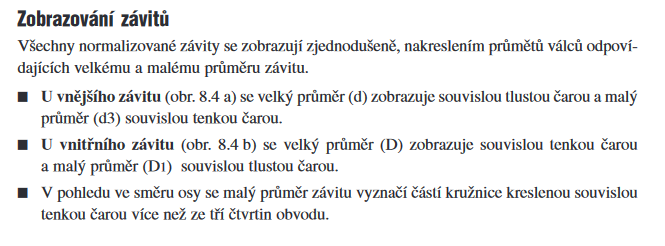 Zobrazování závitů
Všechny normalizované závity se zobrazují zjednodušeně, nakreslením průmětů válců odpoví-
dajících velkému a malému průměru závitu.
■ U vnějšího závitu (obr. 8.4 a) se velký průměr (d) zobrazuje souvislou tlustou čarou a malý
průměr (d3) souvislou tenkou čarou.
■ U vnitřního závitu (obr. 8.4 b) se velký průměr (D) zobrazuje souvislou tenkou čarou
a malý průměr (D1) souvislou tlustou čarou.
■ V pohledu ve směru osy se malý průměr závitu vyznačí částí kružnice kreslenou souvislou
tenkou čarou více než ze tří čtvrtin obvodu.